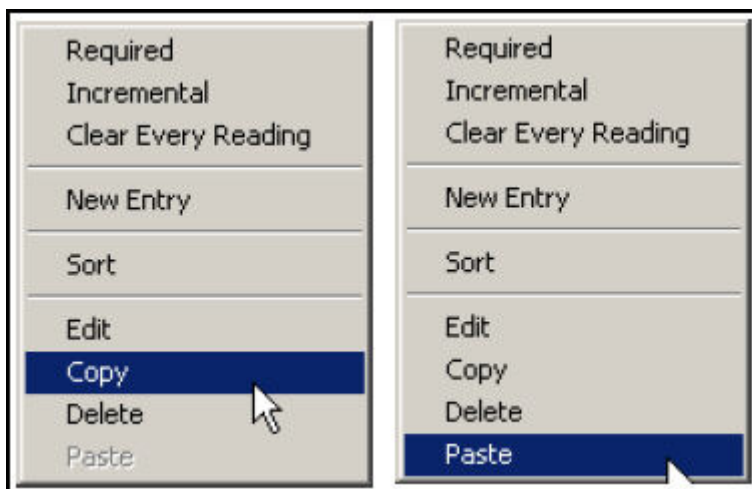 Required
Incremental
Clear Every Reading
New Entry
Sort
Edit
Copy
Delete
Paste
Required
Incremental
Clear Every Reading
New Entry
Sort
Edit
Copy
Delete
Paste